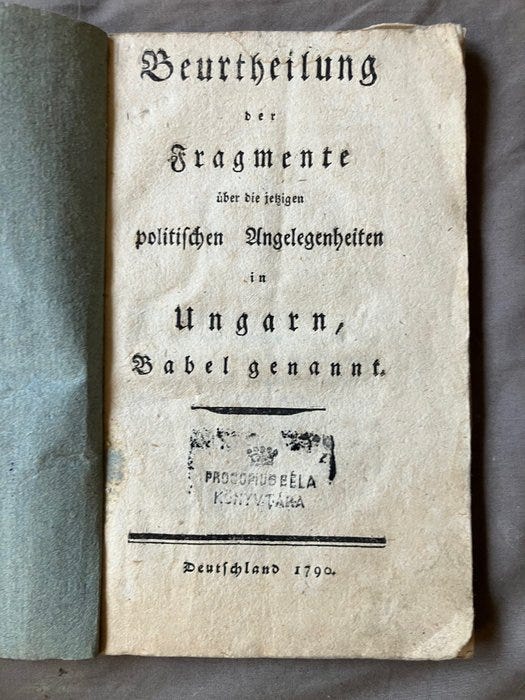 Beurtheilung
der
Fragmente
über die jetzigen
politiſchen Angelegenheiten
in
Ungarn,
Babel genannt.
PROCOPIUS BÉLA
KÖNYVTÁRA
Deutſchland 1790.